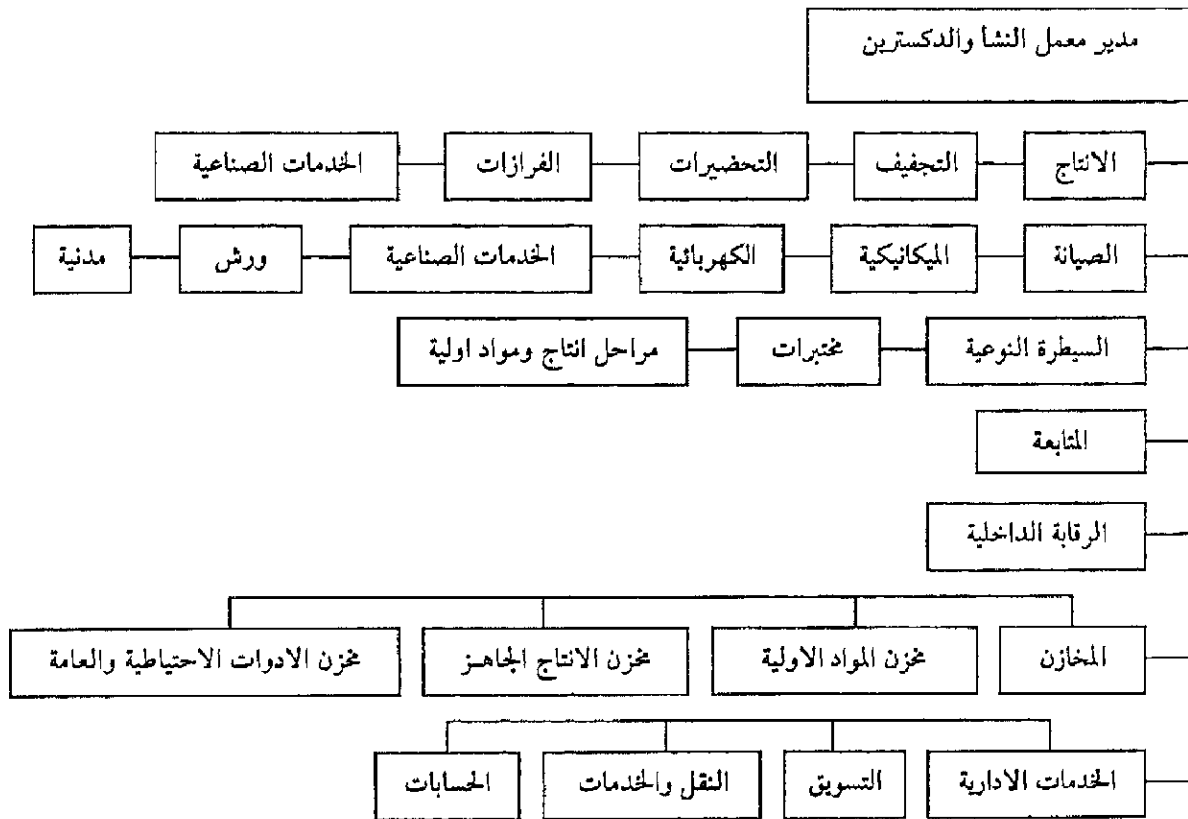 مدير معمل النشا والدكسترين
الانتاج التجفيف التحضيرات الفرازات الخدمات الصناعية
الصيانة الميكانيكية الكهربائية الخدمات الصناعية ورش مدنية
السيطرة النوعية مختبرات مراحل انتاج ومواد اولية
المتابعة
الرقابة الداخلية
المخازن مخزن المواد الاولية مخزن الانتاج الجاهز مخزن الادوات الاحتياطية والعامة
الخدمات الادارية التسويق النقل والخدمات الحسابات